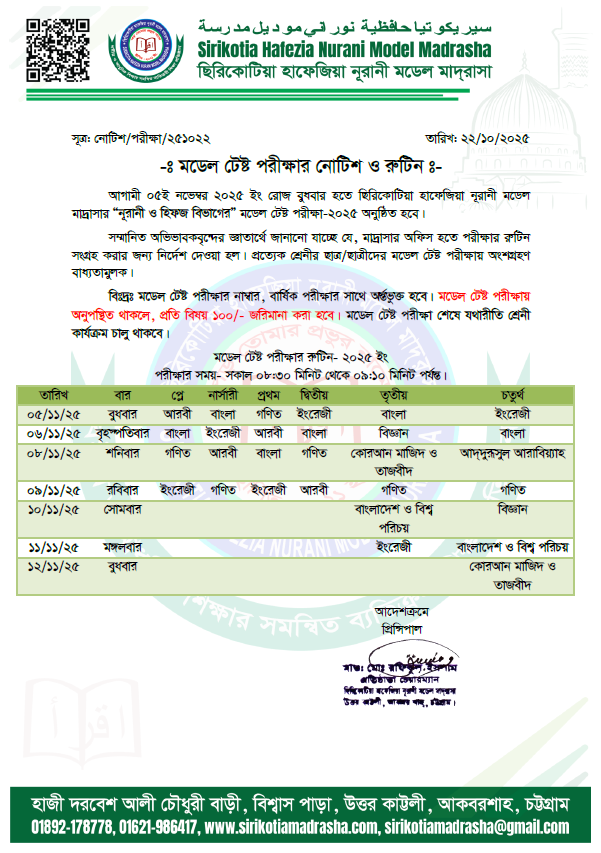 سيريكوتيا حافظية نوراني موديل مدرسة
Sirikotia Hafezia Nurani Model Madrasha
ছিরিকোটিয়া হাফেজিয়া নূরানী মডেল মাদ্রাসা
সূত্র: নোটিশ/পরীক্ষা/২৫১০২২ তারিখ: ২২/১০/২০২৫
-ঃ মডেল টেষ্ট পরীক্ষার নোটিশ ও রুটিন ঃ-
আগামী ০৫ই নভেম্বর ২০২৫ ইং রোজ বুধবার হতে ছিরিকোটিয়া হাফেজিয়া নূরানী মডেল
মাদ্রাসার “নূরানী ও হিফজ বিভাগের” মডেল টেষ্ট পরীক্ষা-২০২৫ অনুষ্ঠিত হবে।
সম্মানিত অভিভাবকবৃন্দের জ্ঞাতার্থে জানানো যাচ্ছে যে, মাদ্রাসার অফিস হতে পরীক্ষার রুটিন
সংগ্রহ করার জন্য নির্দেশ দেওয়া হল। প্রত্যেক শ্রেনীর ছাত্র/ছাত্রীদের মডেল টেষ্ট পরীক্ষায় অংশগ্রহণ
বাধ্যতামুলক।
বিঃদ্রঃ মডেল টেষ্ট পরীক্ষার নাম্বার, বার্ষিক পরীক্ষার সাথে অর্ন্তভুক্ত হবে। মডেল টেষ্ট পরীক্ষায়
অনুপস্থিত থাকলে, প্রতি বিষয় ১০০/- জরিমানা করা হবে। মডেল টেষ্ট পরীক্ষা শেষে যথারীতি শ্রেনী
কার্যক্রম চালু থাকবে।
মডেল টেষ্ট পরীক্ষার রুটিন- ২০২৫ ইং
পরীক্ষার সময়- সকাল ০৮:৩০ মিনিট থেকে ০৯:১০ মিনিট পর্যন্ত।
তারিখ বার প্লে নার্সারী প্রথম দ্বিতীয় তৃতীয় চতুর্থ
০৫/১১/২৫ বুধবার আরবী বাংলা গণিত ইংরেজী বাংলা ইংরেজী
০৬/১১/২৫ বৃহস্পতিবার বাংলা ইংরেজী আরবী বাংলা বিজ্ঞান বাংলা
০৮/১১/২৫ শনিবার গণিত আরবী বাংলা গণিত কোরআন মাজিদ ও আদ্দুরূসুল আরাবিয়্যাহ
তাজবীদ
০৯/১১/২৫ রবিবার ইংরেজী গণিত ইংরেজী আরবী গণিত গণিত
১০/১১/২৫ সোমবার বাংলাদেশ ও বিশ্ব বিজ্ঞান
পরিচয়
১১/১১/২৫ মঙ্গলবার ইংরেজী বাংলাদেশ ও বিশ্ব পরিচয়
১২/১১/২৫ বুধবার কোরআন মাজিদ ও
তাজবীদ
আদেশক্রমে
প্রিন্সিপাল
প্রতিষ্ঠাতা চেয়ারম্যান
ছিরিকোটিয়া হাফেজিয়া নূরানী মডেল মাদ্রাসা
উত্তর কাট্টলী, আকবর শাহ্, চট্টগ্রাম।
হাজী দরবেশ আলী চৌধুরী বাড়ী, বিশ্বাস পাড়া, উত্তর কাট্টলী, আকবরশাহ, চট্টগ্রাম
01892-178778, 01621-986417, www.sirikotiamadrasha.com, sirikotiamadrasha@gmail.com